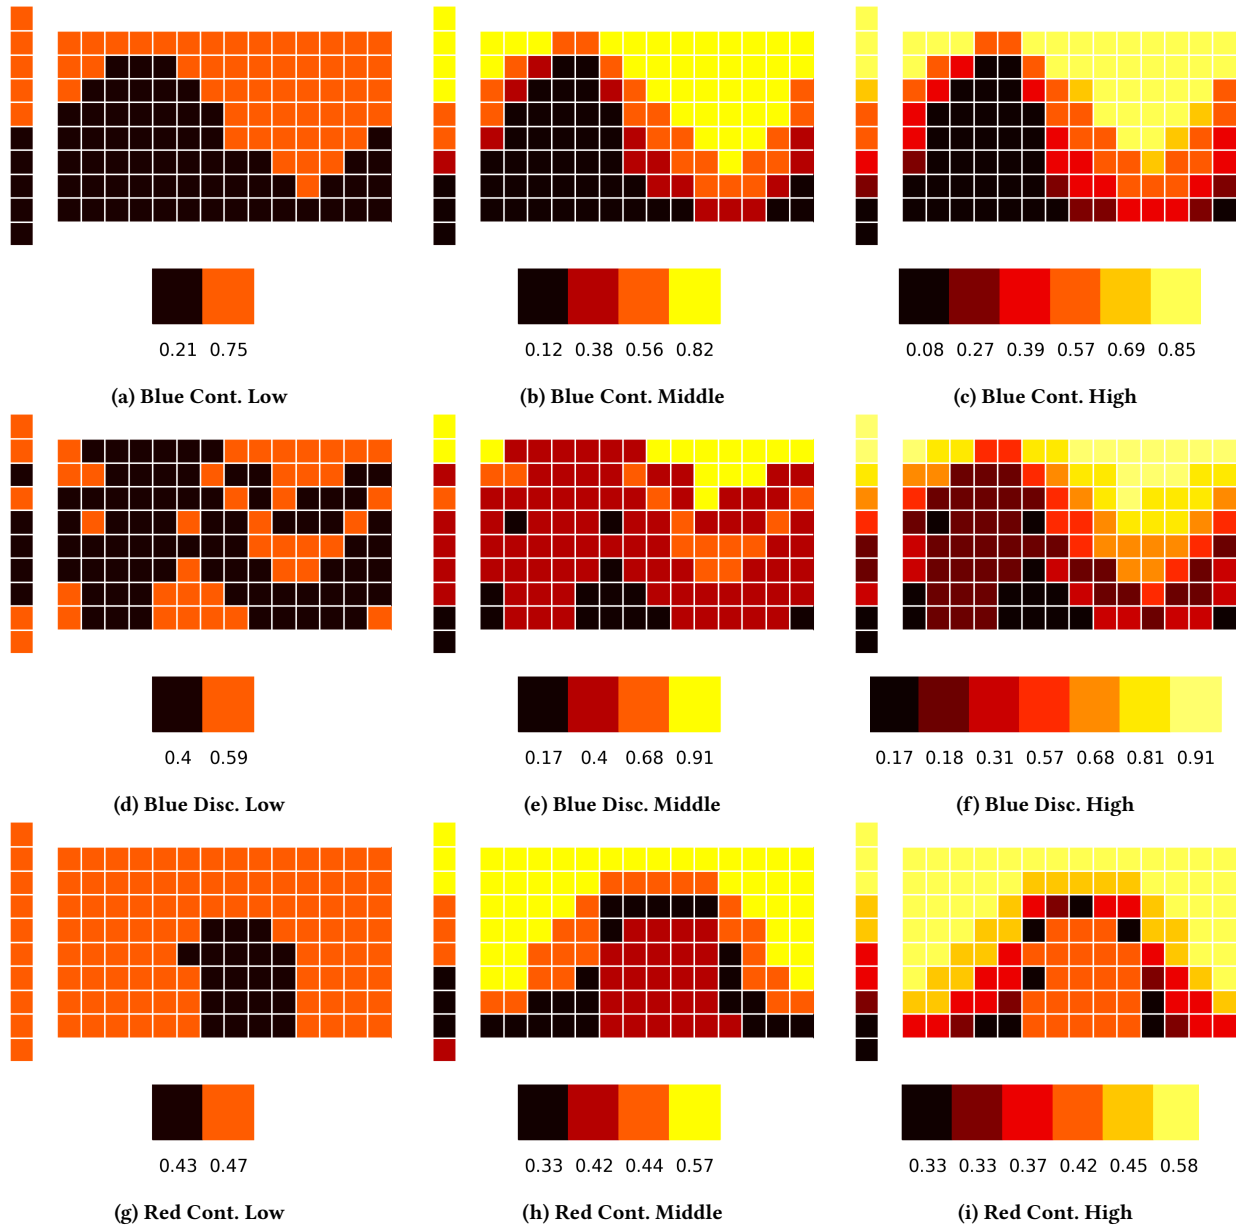 0.21 0.75
0.12 0.38 0.56 0.82
0.08 0.27 0.39 0.57 0.69 0.85
(a) Blue Cont. Low
(b) Blue Cont. Middle
(c) Blue Cont. High
0.4 0.59
0.17 0.4 0.68 0.91
0.17 0.18 0.31 0.57 0.68 0.81 0.91
(d) Blue Disc. Low
(e) Blue Disc. Middle
(f) Blue Disc. High
0.43 0.47
0.33 0.42 0.44 0.57
0.33 0.33 0.37 0.42 0.45 0.58
(g) Red Cont. Low
(h) Red Cont. Middle
(i) Red Cont. High